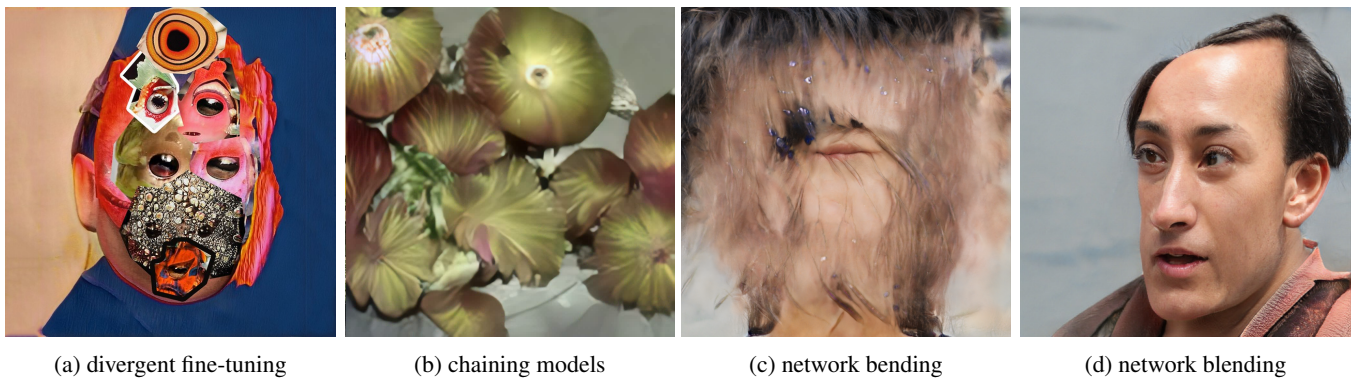 (a) divergent fine-tuning
(b) chaining models
(c) network bending
(d) network blending